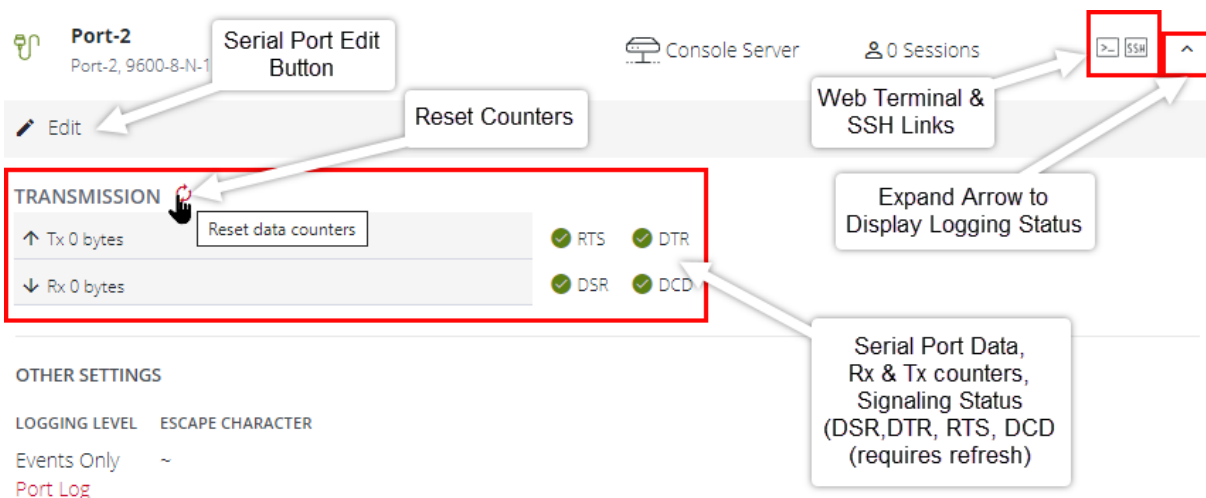 Port-2
Port-2, 9600-8-N-1
Serial Port Edit
Button
Console Server
0 Sessions
>_ SSH
Web Terminal &
SSH Links
Edit
Reset Counters
Expand Arrow to
Display Logging Status
TRANSMISSION
Reset data counters
Tx 0 bytes
RTS
DTR
Rx 0 bytes
DSR
DCD
Serial Port Data,
Rx & Tx counters,
Signaling Status
(DSR,DTR, RTS, DCD
(requires refresh)
OTHER SETTINGS
LOGGING LEVEL
ESCAPE CHARACTER
Events Only
~
Port Log